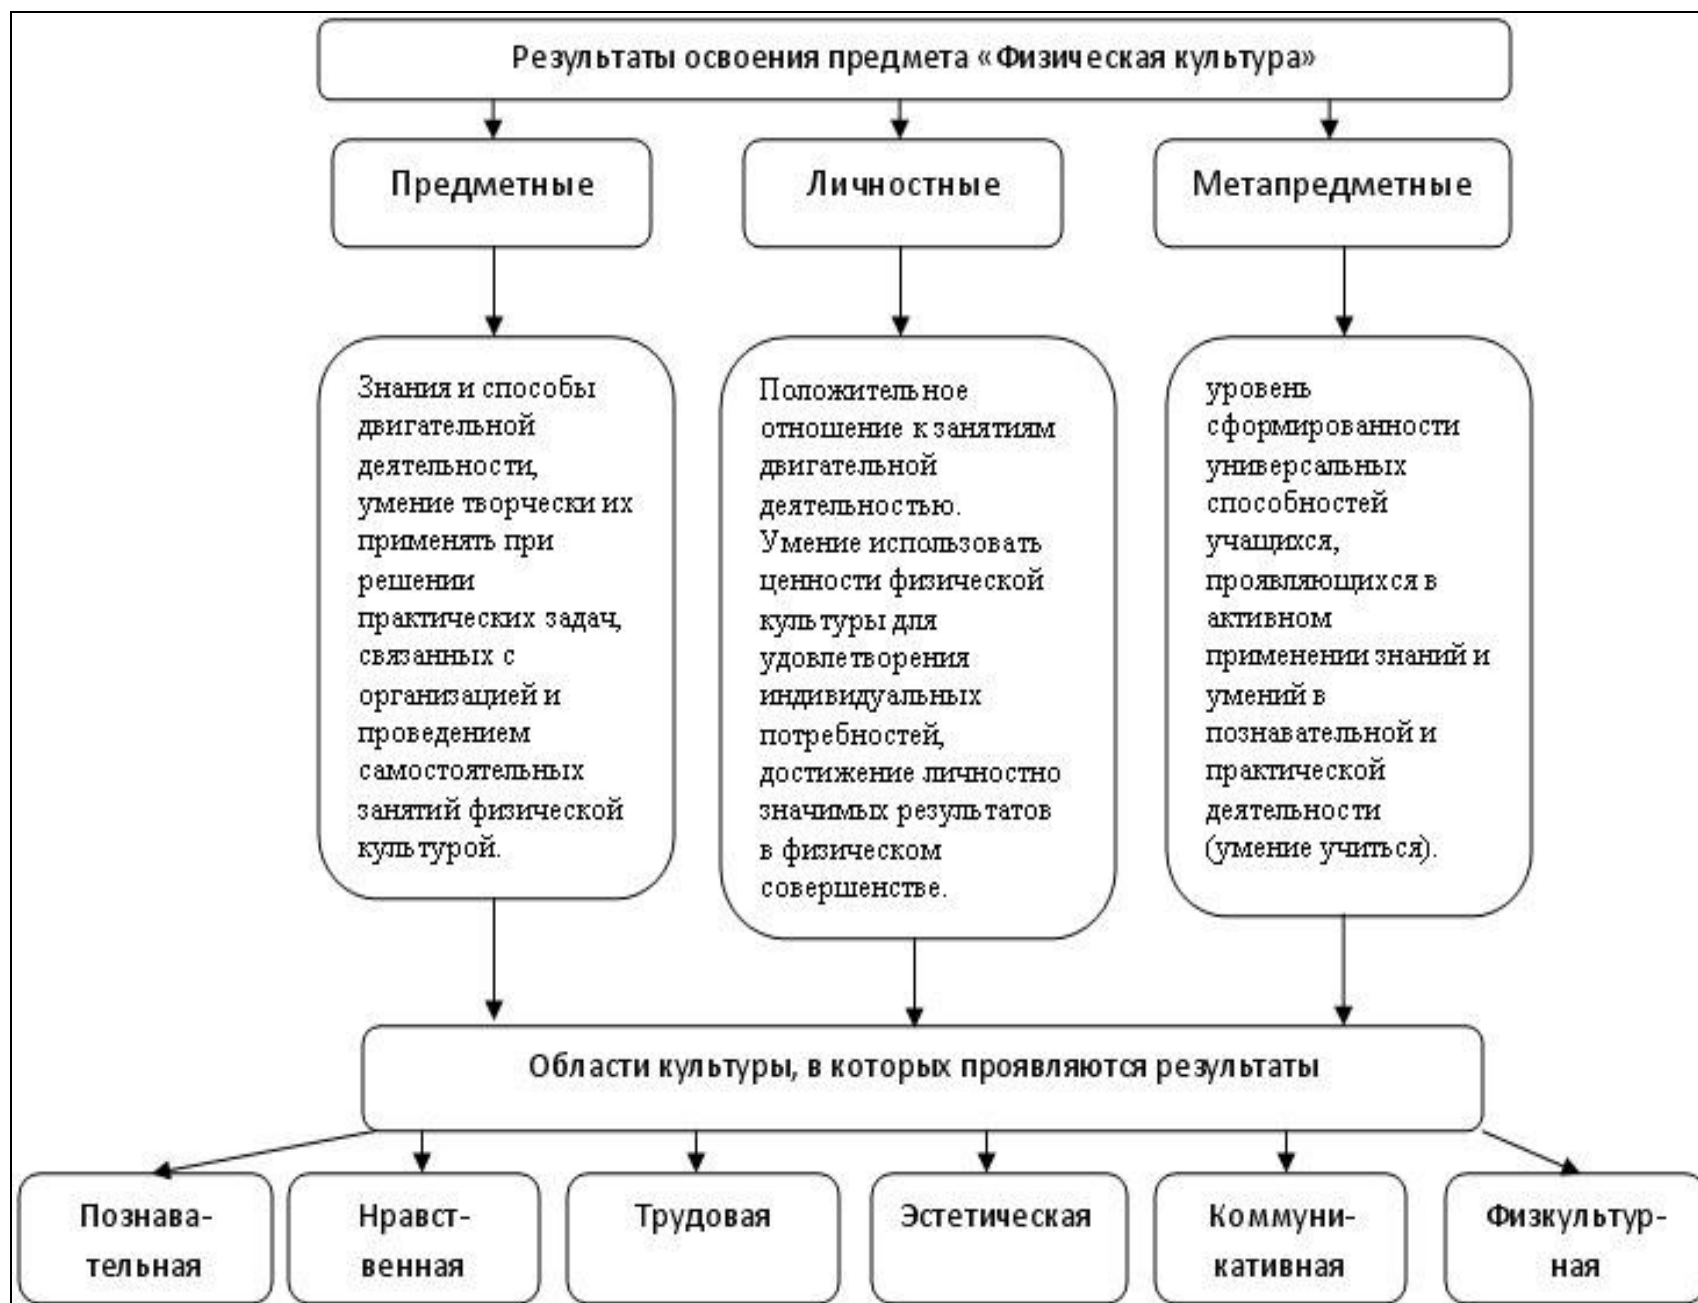 Результаты освоения предмета «Физическая культура»
Предметные
Личностные
Метапредметные
Знания и способы
двигательной
деятельности,
умение творчески их
применять при
решении
практических задач,
связанных с
организацией и
проведением
самостоятельных
занятий физической
культурой.
Положительное
отношение к занятиям
двигательной
деятельностью.
Умение использовать
ценности физической
культуры для
удовлетворения
индивидуальных
потребностей,
достижение личностно
значимых результатов
в физическом
совершенстве.
уровень
сформированности
универсальных
способностей
учащихся,
проявляющихся в
активном
применении знаний и
умений в
познавательной и
практической
деятельности
(умение учиться).
Области культуры, в которых проявляются результаты
Познава-
тельная
Нравст-
венная
Трудовая
Эстетическая
Коммуни-
кативная
Физкультур-
ная